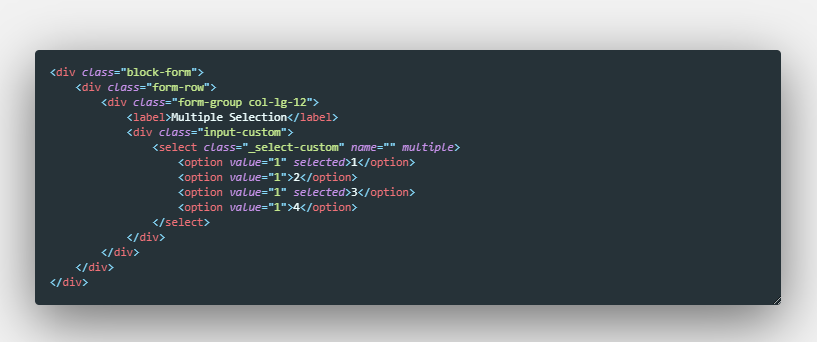 <div class="block-form">
    <div class="form-row">
        <div class="form-group col-lg-12">
            <label>Multiple Selection</label>
            <div class="input-custom">
                <select class="_select-custom" name="" multiple>
                    <option value="1" selected>1</option>
                    <option value="1">2</option>
                    <option value="1" selected>3</option>
                    <option value="1">4</option>
                </select>
            </div>
        </div>
    </div>
</div>